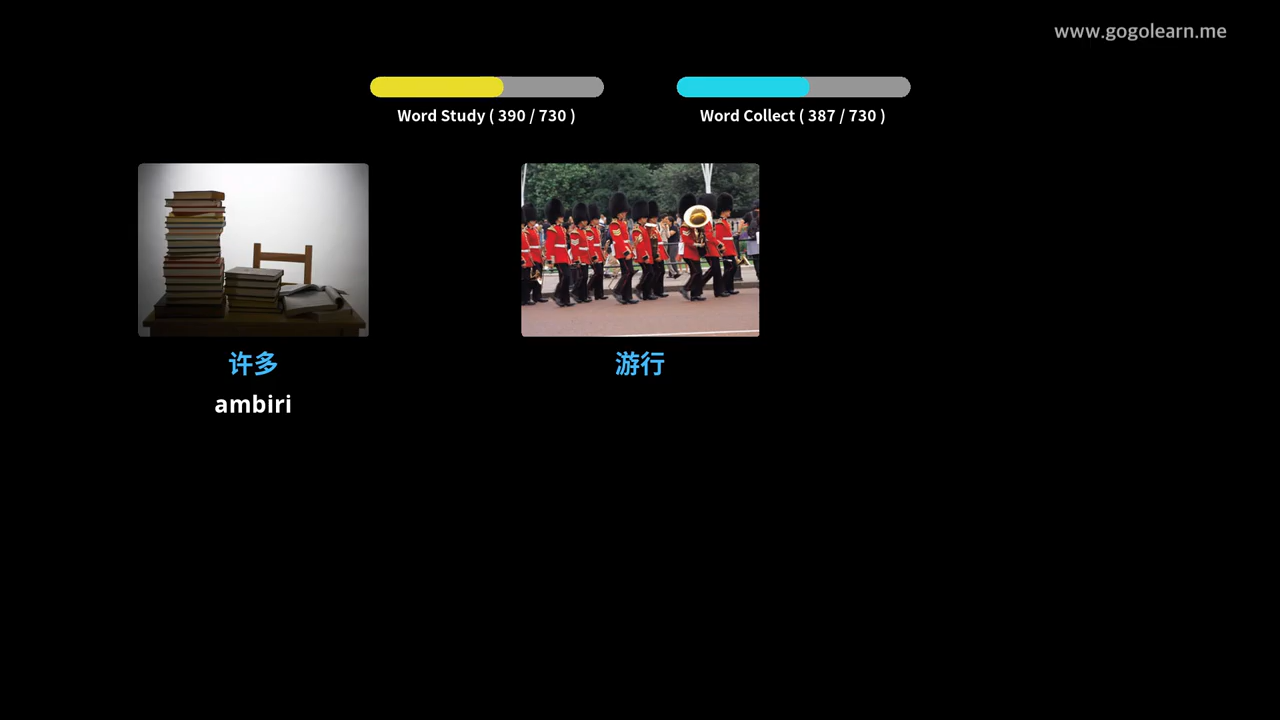 www.gogolearn.me
Word Study ( 390 / 730 )
Word Collect ( 387 / 730 )
许多
游行
ambiri